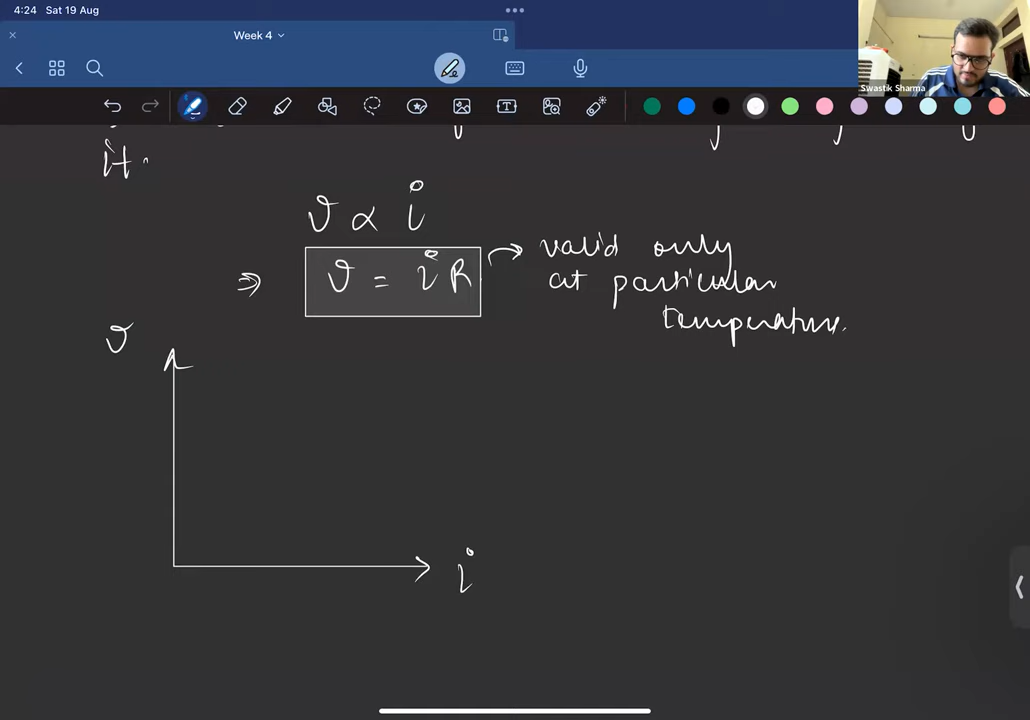 4:24 Sat 19 Aug
Week 4
Swastik Sharma
it.
v ∝ i
⇒ v = iR → valid only
at particular
temperature.
v
i